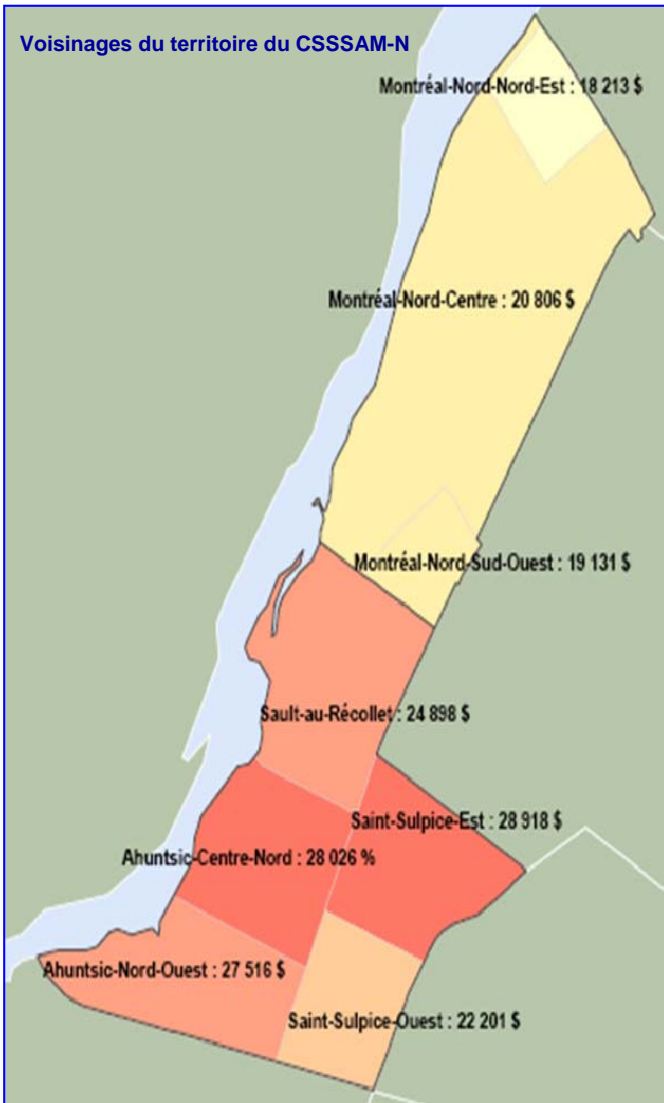 Voisinages du territoire du CSSSAM-N
Montréal-Nord-Nord-Est : 18 213 $
Montréal-Nord-Centre : 20 806 $
Montréal-Nord-Sud-Ouest : 19 131 $
Sault-au-Récollet : 24 898 $
Saint-Sulpice-Est : 28 918 $
Ahuntsic-Centre-Nord : 28 026 %
Ahuntsic-Nord-Ouest : 27 516 $
Saint-Sulpice-Ouest : 22 201 $